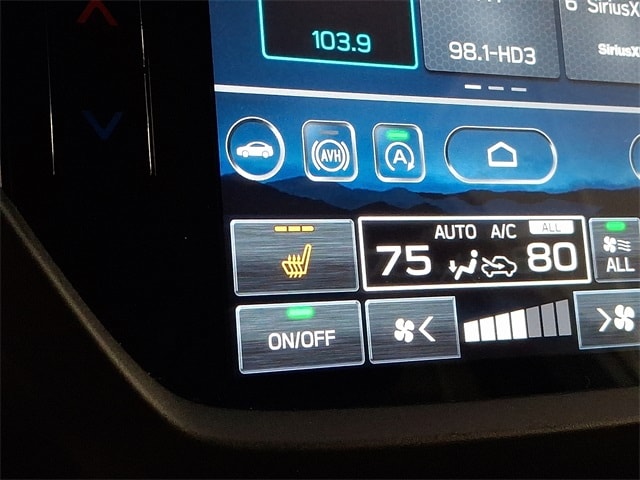 6 SiriusX
103.9
98.1-HD3
SiriusX
AVH
A
AUTO A/C ALL
75 80
ALL
ON/OFF